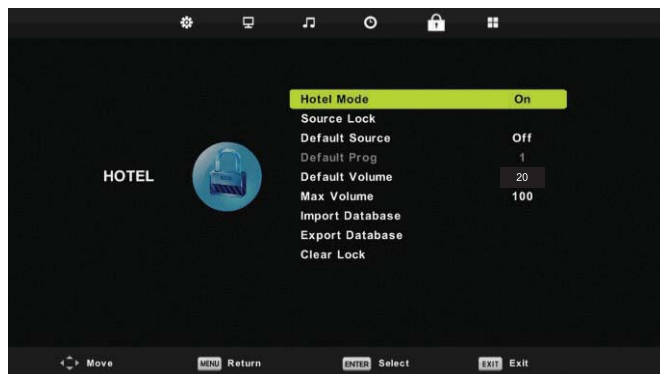 Hotel Mode On
Source Lock
Default Source Off
Default Prog 1
HOTEL
Default Volume 20
Max Volume 100
Import Database
Export Database
Clear Lock
Move MENU Return ENTER Select EXIT Exit